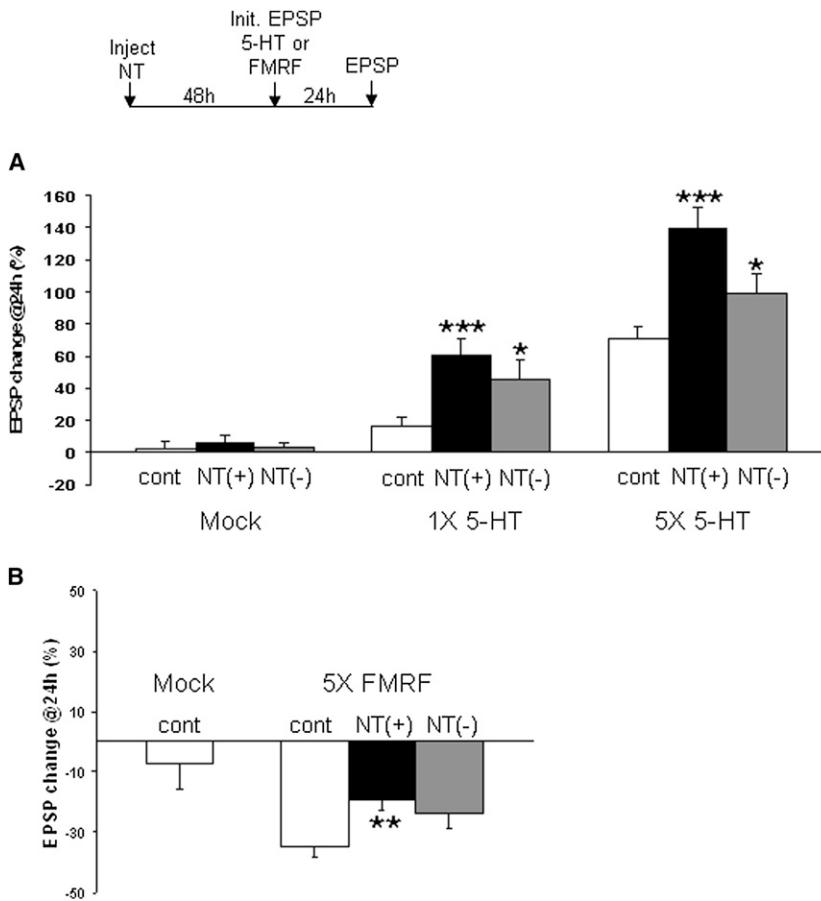 Inject
NT
Init. EPSP
5-HT or
FMRF
EPSP
48h
24h
A
EPSP change@24h (%)
160
140
120
100
80
60
40
20
0
-20
***
*
***
*
cont NT(+) NT(-)
cont NT(+) NT(-)
cont NT(+) NT(-)
Mock
1X 5-HT
5X 5-HT
B
EPSP change @24h (%)
50
30
10
-10
-30
-50
Mock
5X FMRF
cont
cont NT(+) NT(-)
**